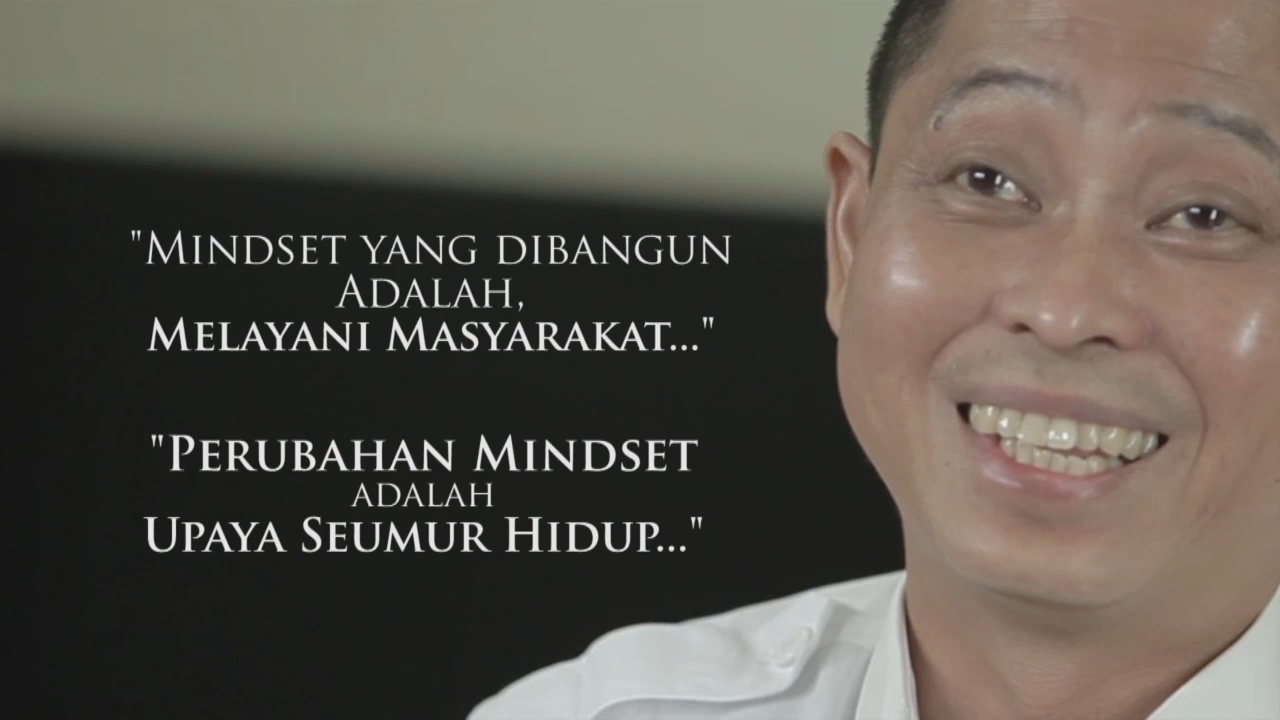 "Mindset yang dibangun
Adalah,
Melayani Masyarakat..."
"Perubahan Mindset
adalah
Upaya Seumur Hidup..."